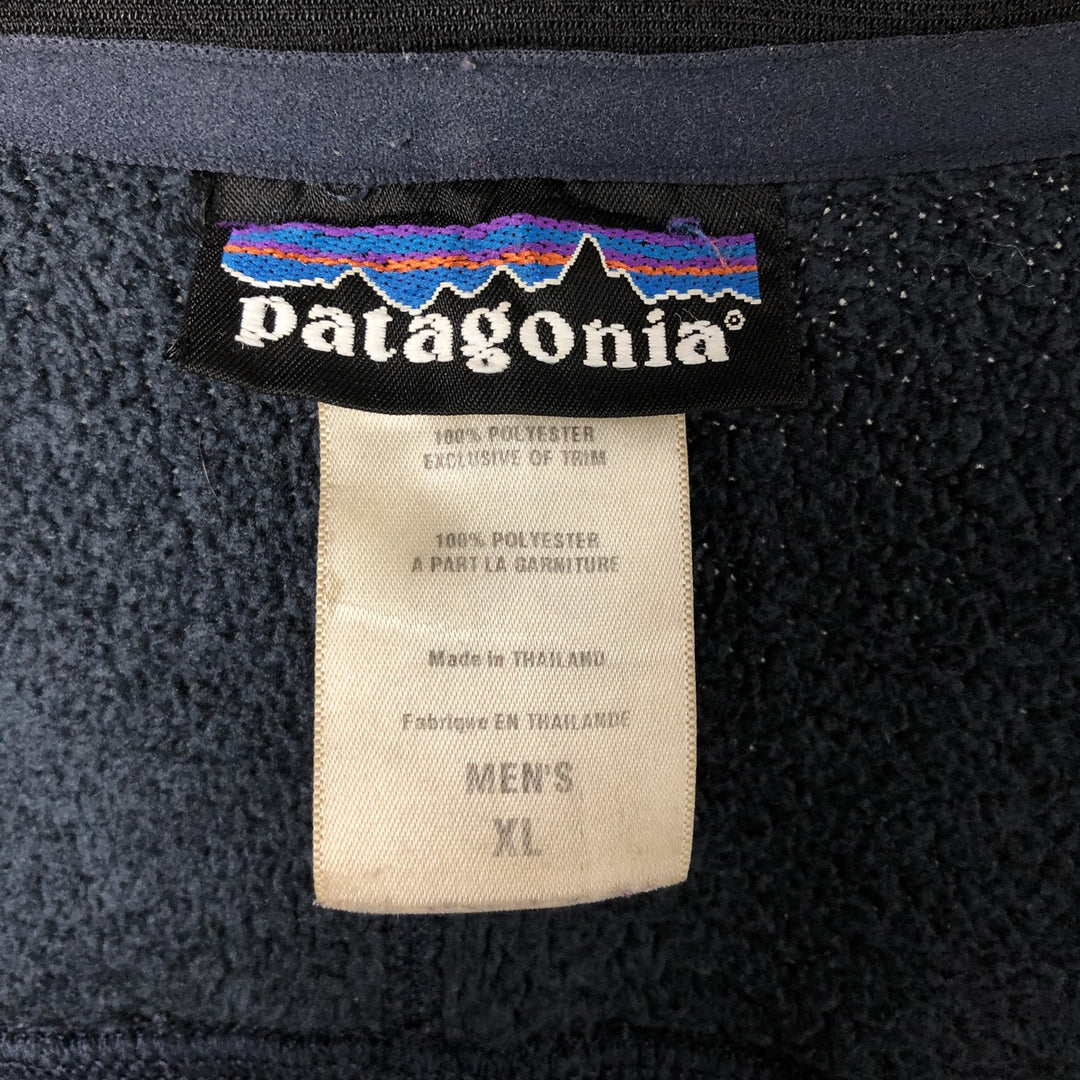 patagonia®
100% POLYESTER
EXCLUSIVE OF TRIM
100% POLYESTER
A PART LA GARNITURE
Made in THAILAND
Fabrique EN THAILANDE
MEN'S
XL